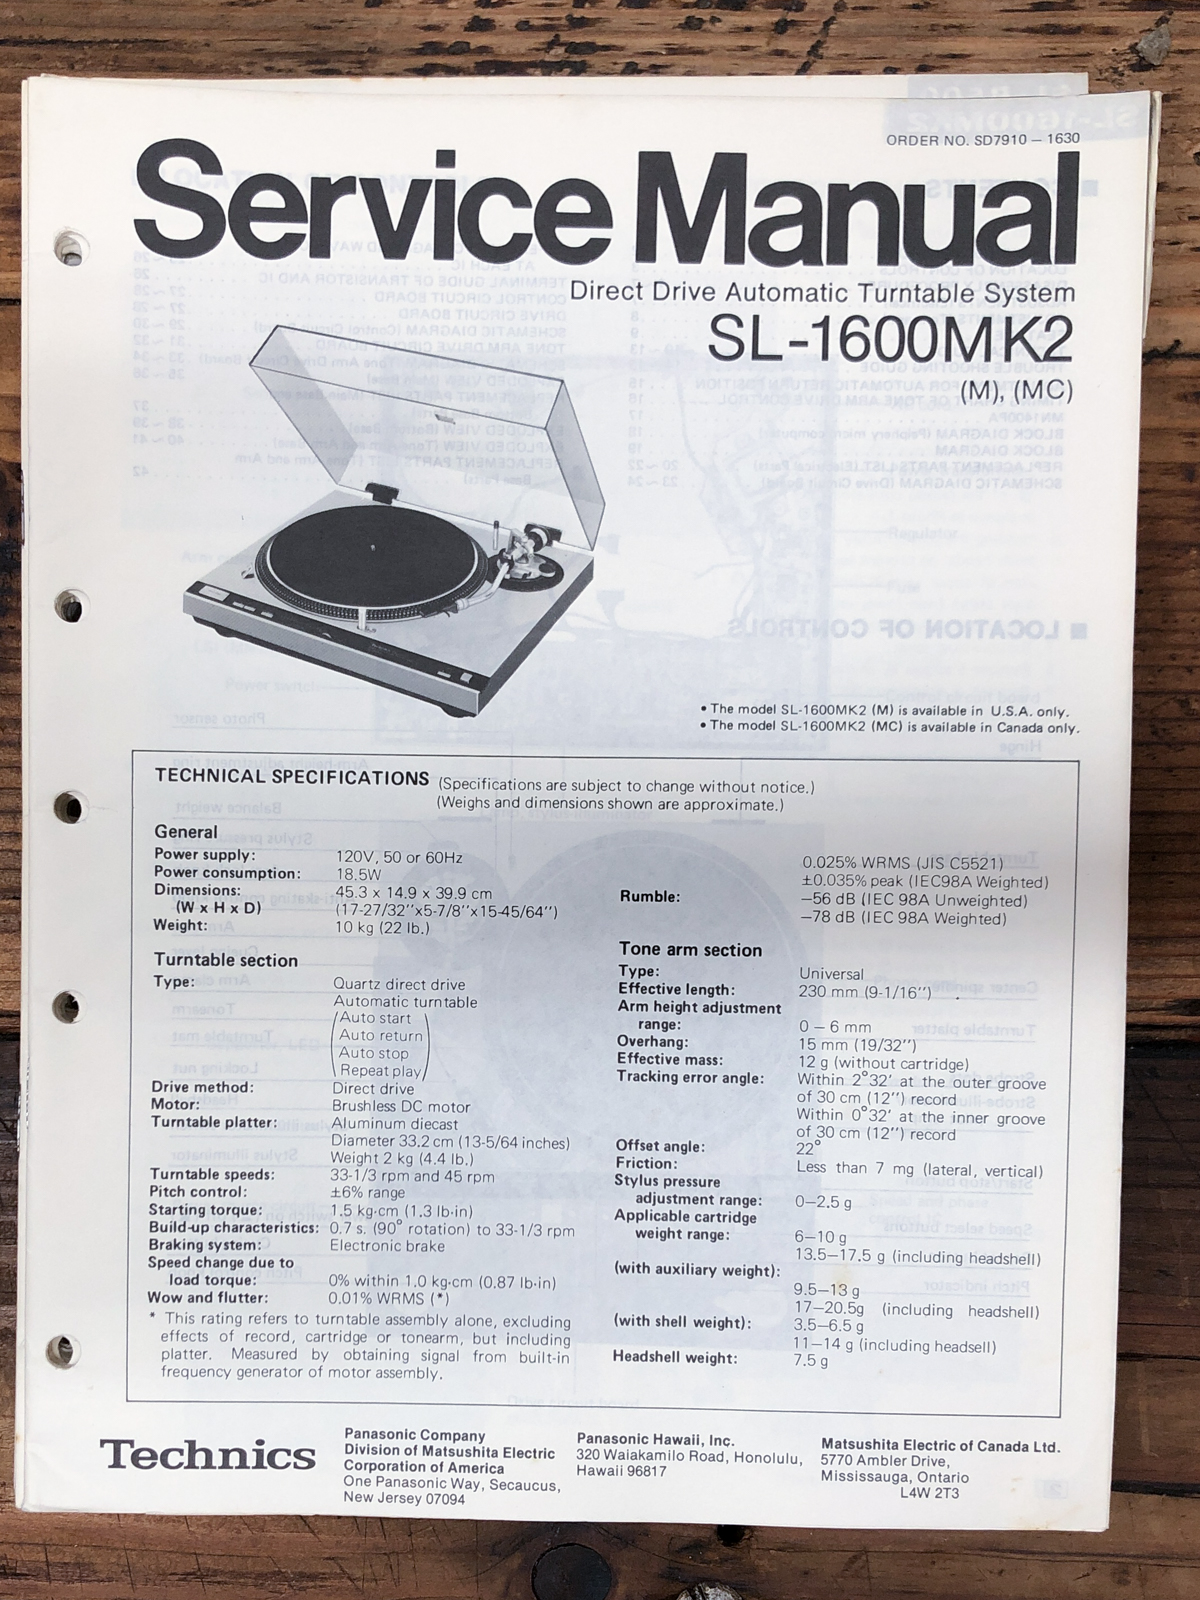 ORDER NO. SD7910 – 1630
Service Manual
Direct Drive Automatic Turntable System
SL-1600MK2
(M), (MC)
• The model SL-1600MK2 (M) is available in U.S.A. only.
• The model SL-1600MK2 (MC) is available in Canada only.
TECHNICAL SPECIFICATIONS (Specifications are subject to change without notice.)
(Weighs and dimensions shown are approximate.)
General
Power supply: 120V, 50 or 60Hz
Power consumption: 18.5W
Dimensions: 45.3 x 14.9 x 39.9 cm
(W x H x D) (17-27/32''x5-7/8''x15-45/64'')
Weight: 10 kg (22 lb.)
Turntable section
Type: Quartz direct drive
Automatic turntable
(Auto start
Auto return
Auto stop
Repeat play)
Drive method: Direct drive
Motor: Brushless DC motor
Turntable platter: Aluminum diecast
Diameter 33.2 cm (13-5/64 inches)
Weight 2 kg (4.4 lb.)
Turntable speeds: 33-1/3 rpm and 45 rpm
Pitch control: ±6% range
Starting torque: 1.5 kg·cm (1.3 lb·in)
Build-up characteristics: 0.7 s. (90° rotation) to 33-1/3 rpm
Braking system: Electronic brake
Speed change due to
load torque: 0% within 1.0 kg·cm (0.87 lb·in)
Wow and flutter: 0.01% WRMS (*)
* This rating refers to turntable assembly alone, excluding
effects of record, cartridge or tonearm, but including
platter. Measured by obtaining signal from built-in
frequency generator of motor assembly.
0.025% WRMS (JIS C5521)
±0.035% peak (IEC98A Weighted)
Rumble: –56 dB (IEC 98A Unweighted)
–78 dB (IEC 98A Weighted)
Tone arm section
Type: Universal
Effective length: 230 mm (9-1/16'')
Arm height adjustment
range: 0 – 6 mm
Overhang: 15 mm (19/32'')
Effective mass: 12 g (without cartridge)
Tracking error angle: Within 2°32' at the outer groove
of 30 cm (12'') record
Within 0°32' at the inner groove
of 30 cm (12'') record
Offset angle: 22°
Friction: Less than 7 mg (lateral, vertical)
Stylus pressure
adjustment range: 0–2.5 g
Applicable cartridge
weight range: 6–10 g
13.5–17.5 g (including headshell)
(with auxiliary weight):
9.5–13 g
17–20.5g (including headshell)
(with shell weight): 3.5–6.5 g
11–14 g (including headsell)
Headshell weight: 7.5 g
Technics
Panasonic Company
Division of Matsushita Electric
Corporation of America
One Panasonic Way, Secaucus,
New Jersey 07094
Panasonic Hawaii, Inc.
320 Waiakamilo Road, Honolulu,
Hawaii 96817
Matsushita Electric of Canada Ltd.
5770 Ambler Drive,
Mississauga, Ontario
L4W 2T3